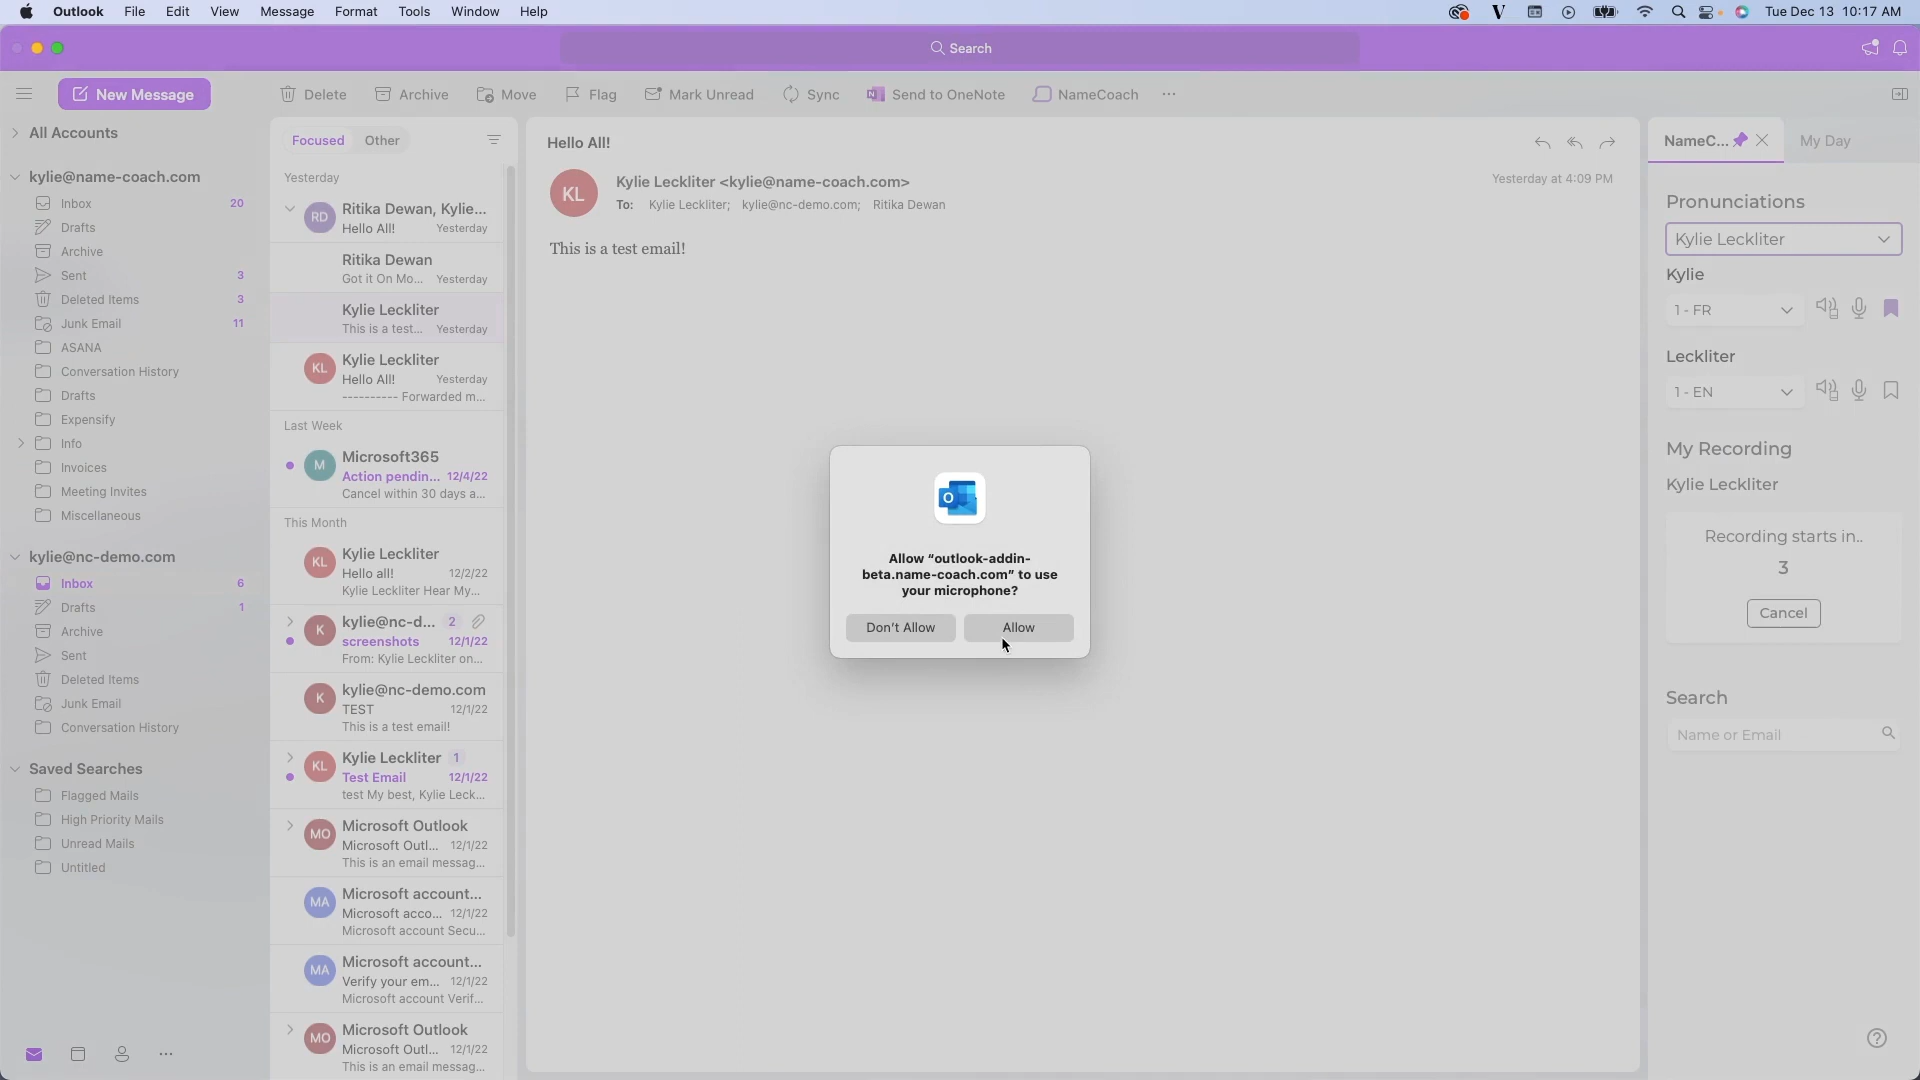 Outlook File Edit View Message Format Tools Window Help
Tue Dec 13 10:17 AM
Search
New Message
Delete Archive Move Flag Mark Unread Sync Send to OneNote NameCoach
All Accounts
kylie@name-coach.com
Inbox 20
Drafts
Archive
Sent 3
Deleted Items 3
Junk Email 11
ASANA
Conversation History
Drafts
Expensify
Info
Invoices
Meeting Invites
Miscellaneous
kylie@nc-demo.com
Inbox 6
Drafts 1
Archive
Sent
Deleted Items
Junk Email
Conversation History
Saved Searches
Flagged Mails
High Priority Mails
Unread Mails
Untitled
Focused Other
Yesterday
RD
Ritika Dewan, Kylie...
Hello All! Yesterday
Ritika Dewan
Got it On Mo... Yesterday
Kylie Leckliter
This is a test... Yesterday
KL
Kylie Leckliter
Hello All! Yesterday
---------- Forwarded m...
Last Week
M
Microsoft365
Action pendin... 12/4/22
Cancel within 30 days a...
This Month
KL
Kylie Leckliter
Hello all! 12/2/22
Kylie Leckliter Hear My...
K
kylie@nc-d... 2
screenshots 12/1/22
From: Kylie Leckliter on...
K
kylie@nc-demo.com
TEST 12/1/22
This is a test email!
KL
Kylie Leckliter 1
Test Email 12/1/22
test My best, Kylie Leck...
MO
Microsoft Outlook
Microsoft Outl... 12/1/22
This is an email messag...
MA
Microsoft account...
Microsoft acco... 12/1/22
Microsoft account Secu...
MA
Microsoft account...
Verify your em... 12/1/22
Microsoft account Verif...
MO
Microsoft Outlook
Microsoft Outl... 12/1/22
This is an email messag...
Hello All!
KL
Kylie Leckliter <kylie@name-coach.com>
Yesterday at 4:09 PM
To: Kylie Leckliter; kylie@nc-demo.com; Ritika Dewan
This is a test email!
Allow “outlook-addin-
beta.name-coach.com” to use
your microphone?
Don’t Allow Allow
NameC... My Day
Pronunciations
Kylie Leckliter
Kylie
1 - FR
Leckliter
1 - EN
My Recording
Kylie Leckliter
Recording starts in..
3
Cancel
Search
Name or Email